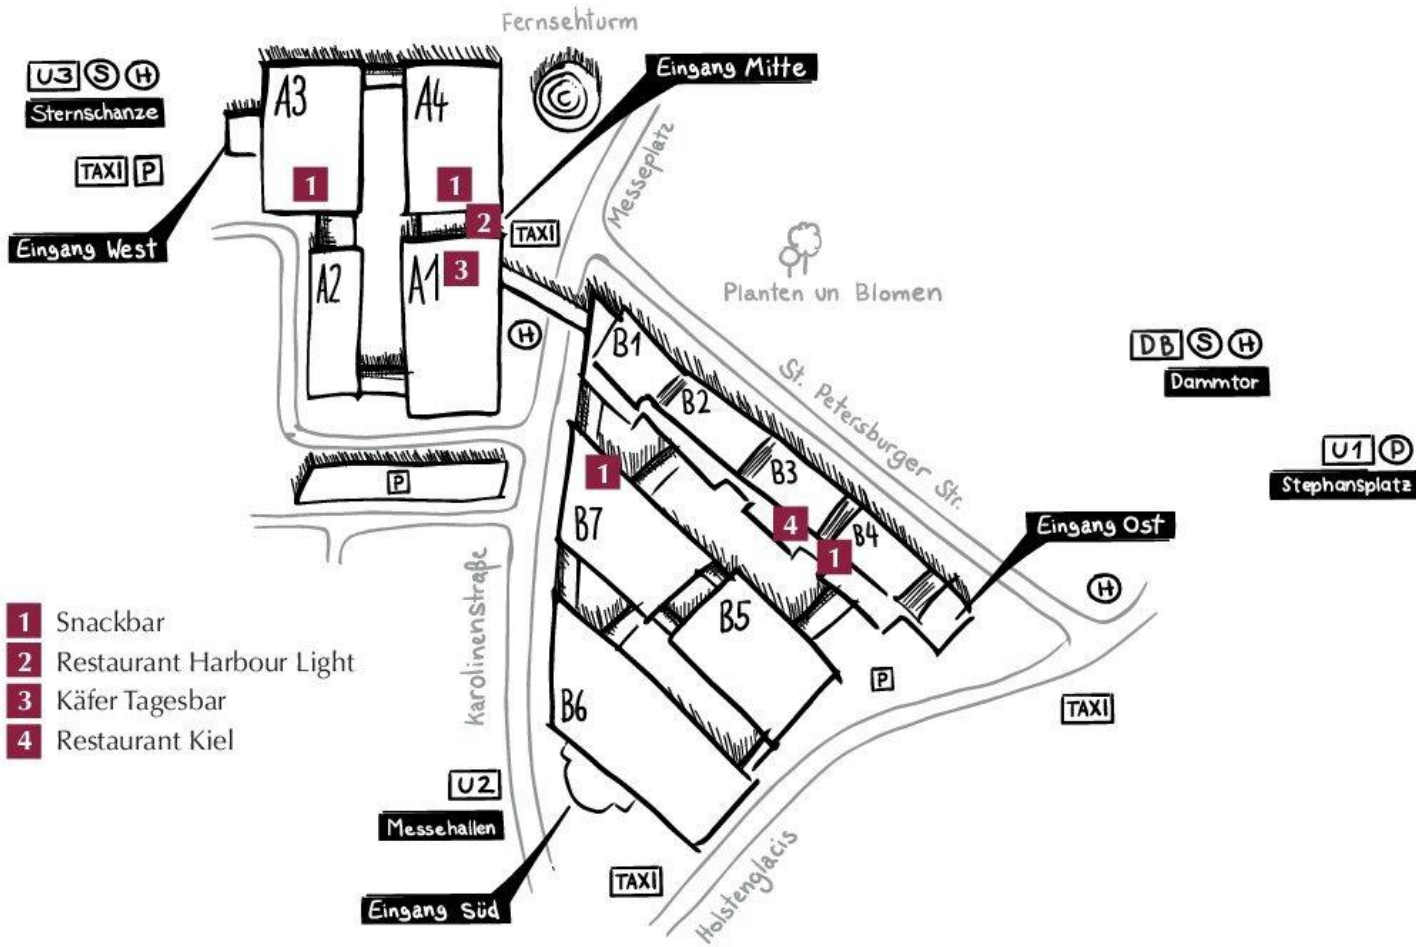 Fernsehturm
U3 S H
Sternschanze
TAXI P
Eingang West
A3
A4
1
1
2
C
Eingang Mitte
TAXI
Messeplatz
A2
A1
3
H
Planten un Blomen
B1
B2
B3
B4
St. Petersburger Str.
DB S H
Dammtor
U1 P
Stephansplatz
Eingang Ost
H
P
1
B7
4
1
B5
B6
P
TAXI
Karolinenstraße
1 Snackbar
2 Restaurant Harbour Light
3 Käfer Tagesbar
4 Restaurant Kiel
U2
Messehallen
Eingang Süd
TAXI
Holstenglacis